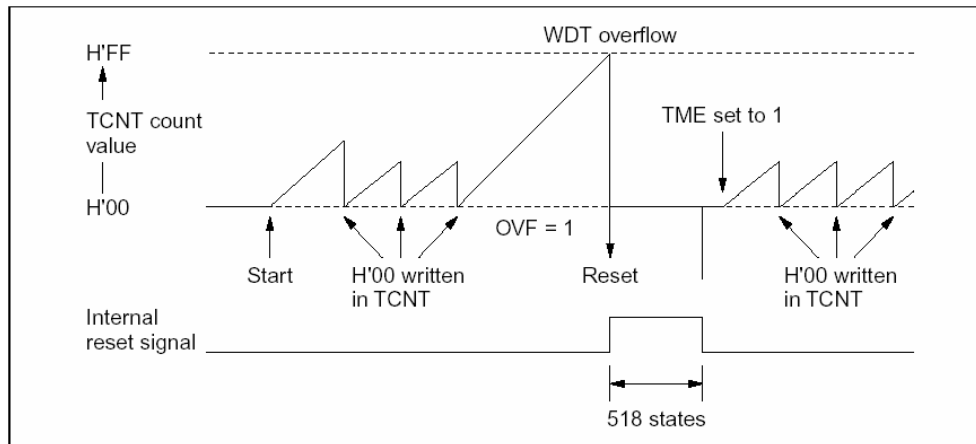 WDT overflow
H'FF
TCNT count
value
TME set to 1
H'00
OVF = 1
Start
H'00 written
in TCNT
Reset
H'00 written
in TCNT
Internal
reset signal
518 states